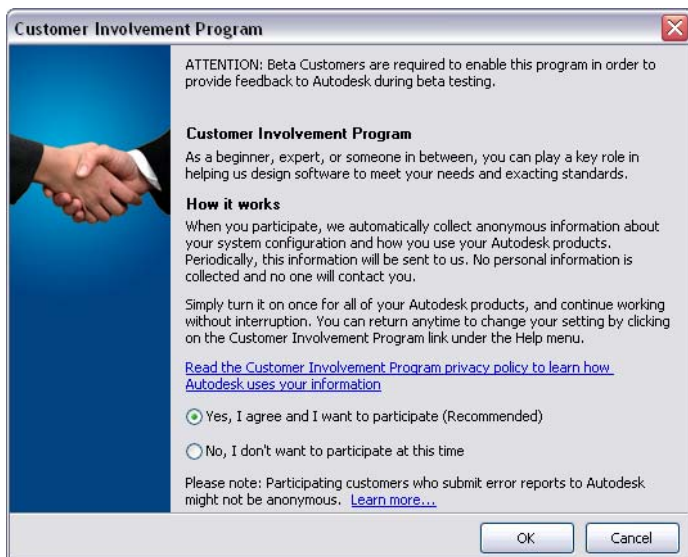 Customer Involvement Program
ATTENTION: Beta Customers are required to enable this program in order to
provide feedback to Autodesk during beta testing.
Customer Involvement Program
As a beginner, expert, or someone in between, you can play a key role in
helping us design software to meet your needs and exacting standards.
How it works
When you participate, we automatically collect anonymous information about
your system configuration and how you use your Autodesk products.
Periodically, this information will be sent to us. No personal information is
collected and no one will contact you.
Simply turn it on once for all of your Autodesk products, and continue working
without interruption. You can return anytime to change your setting by clicking
on the Customer Involvement Program link under the Help menu.
Read the Customer Involvement Program privacy policy to learn how
Autodesk uses your information
Yes, I agree and I want to participate (Recommended)
No, I don't want to participate at this time
Please note: Participating customers who submit error reports to Autodesk
might not be anonymous. Learn more...
OK Cancel